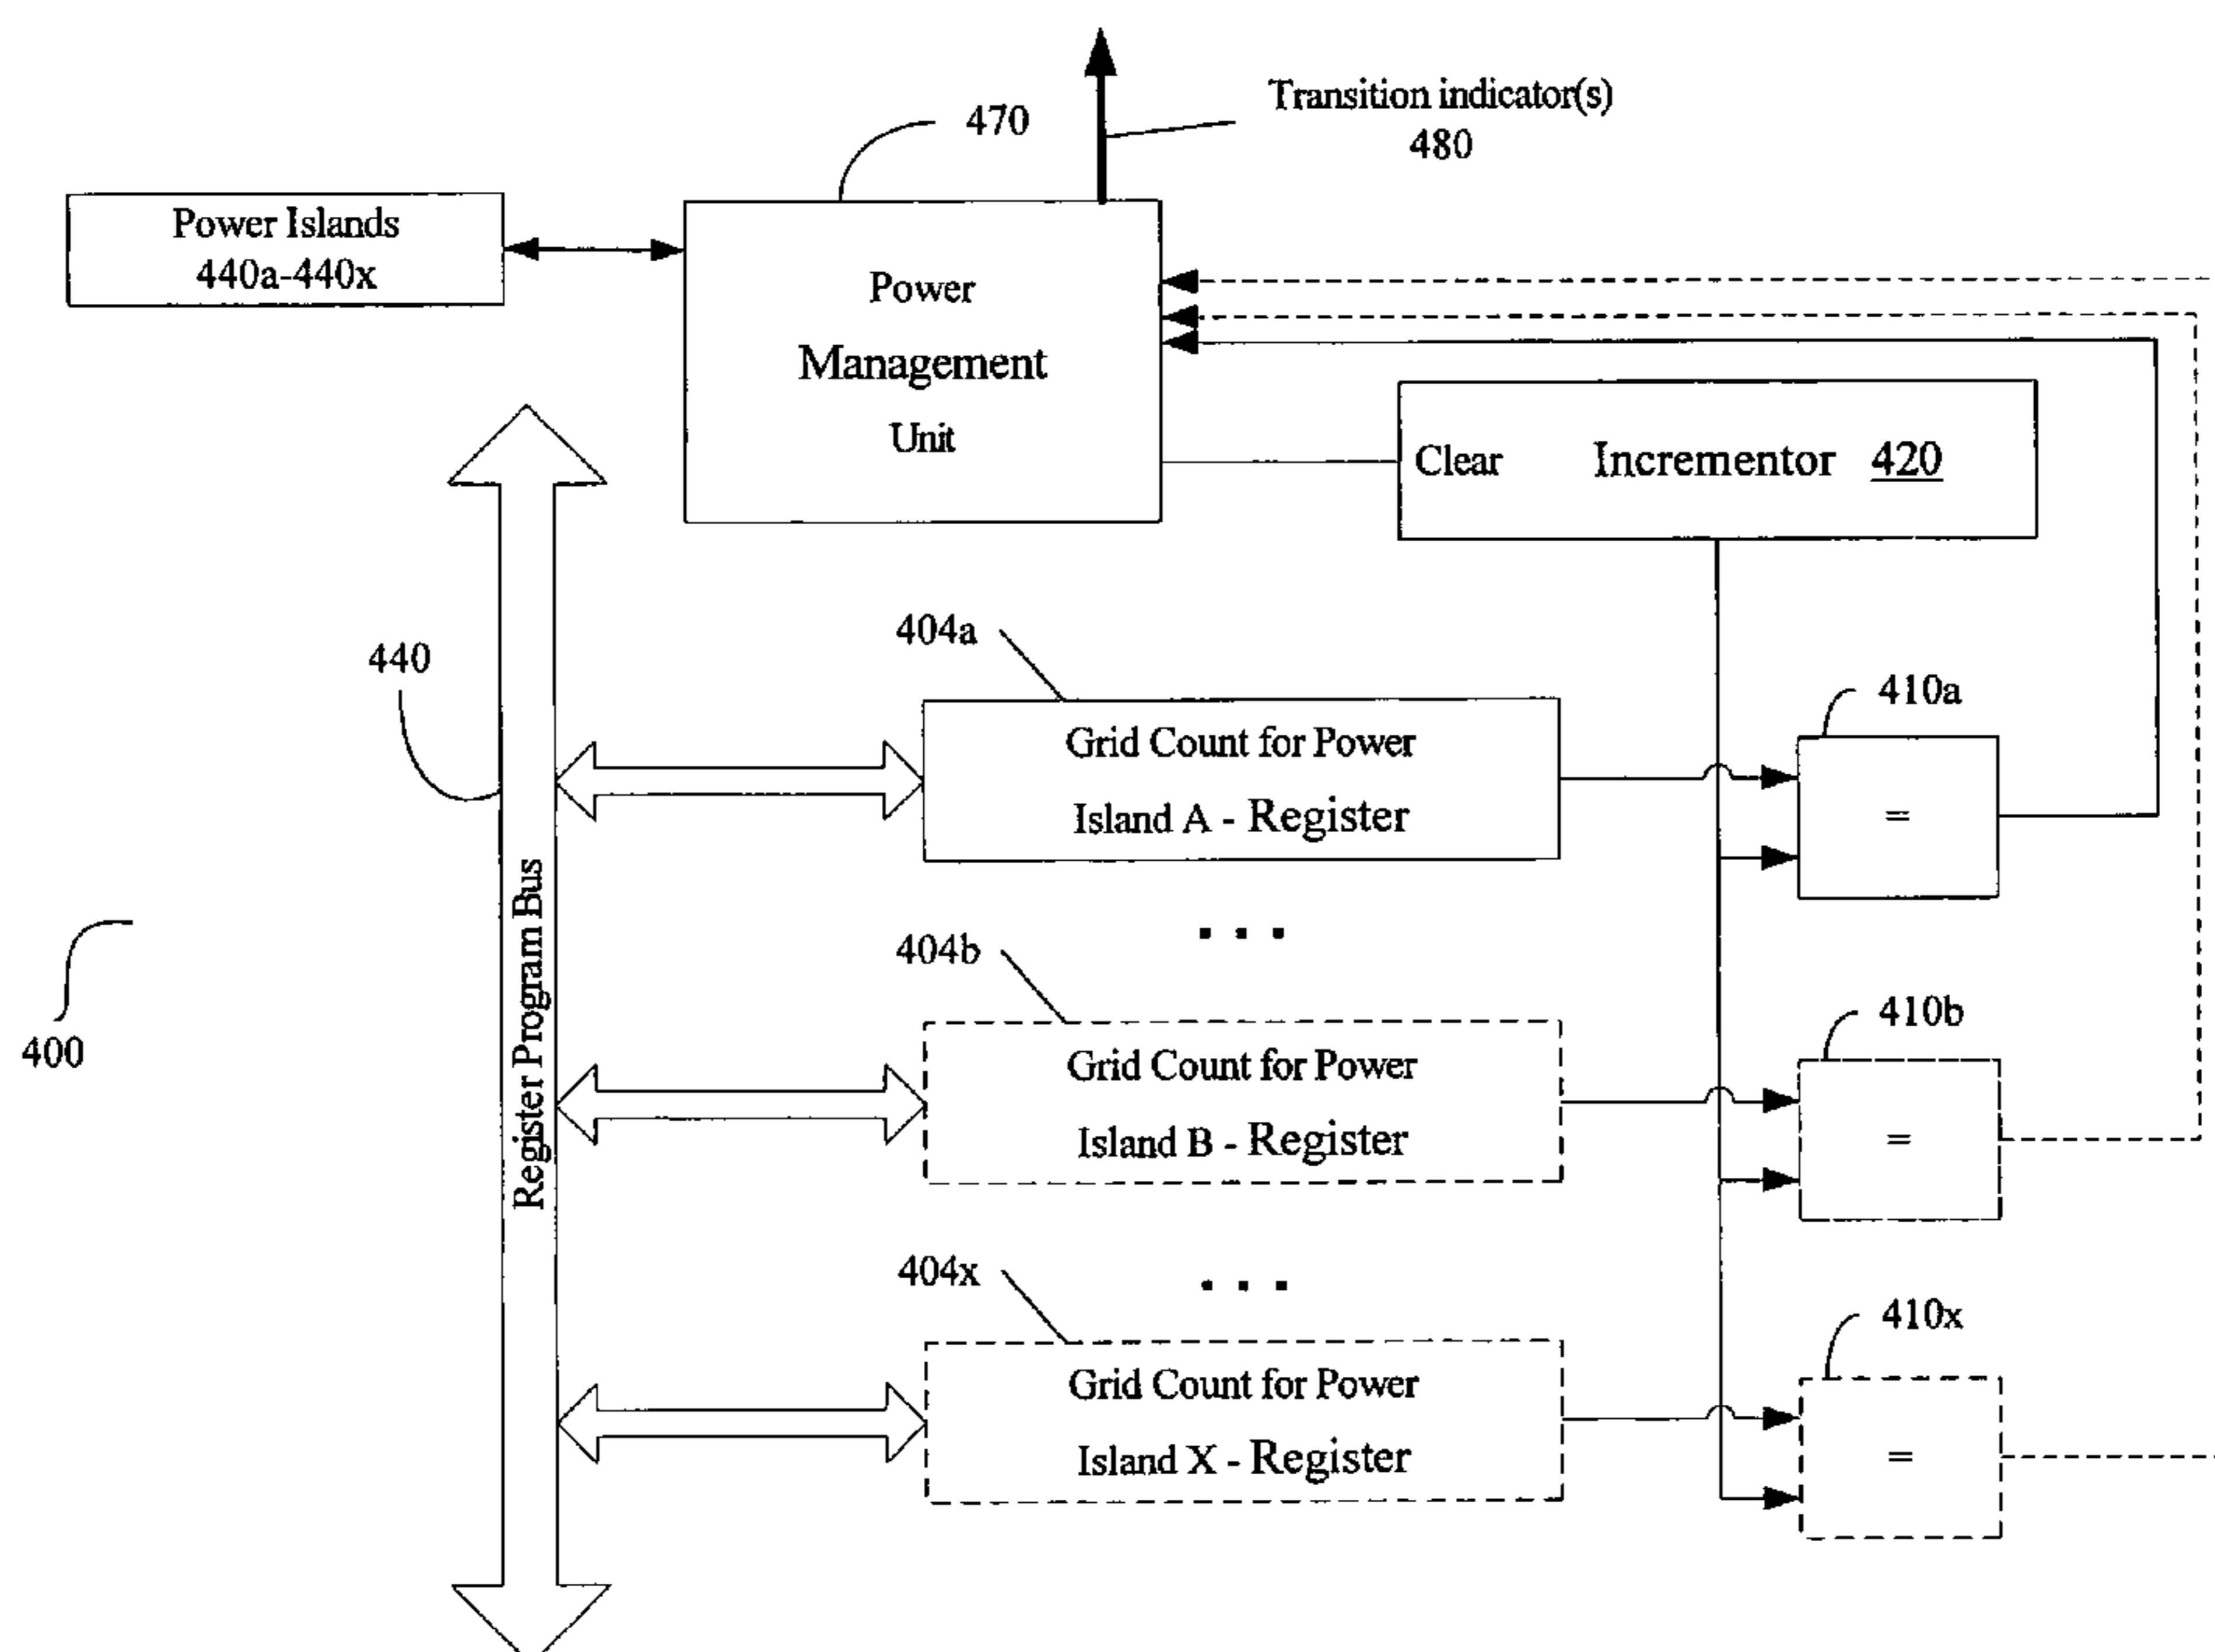 Transition indicator(s)
480
470
Power Islands
440a-440x
Power
Management
Unit
Clear
Incrementor 420
440
404a
410a
Grid Count for Power
Island A - Register
=
Register Program Bus
. . .
404b
410b
400
Grid Count for Power
Island B - Register
=
404x
. . .
410x
Grid Count for Power
Island X - Register
=